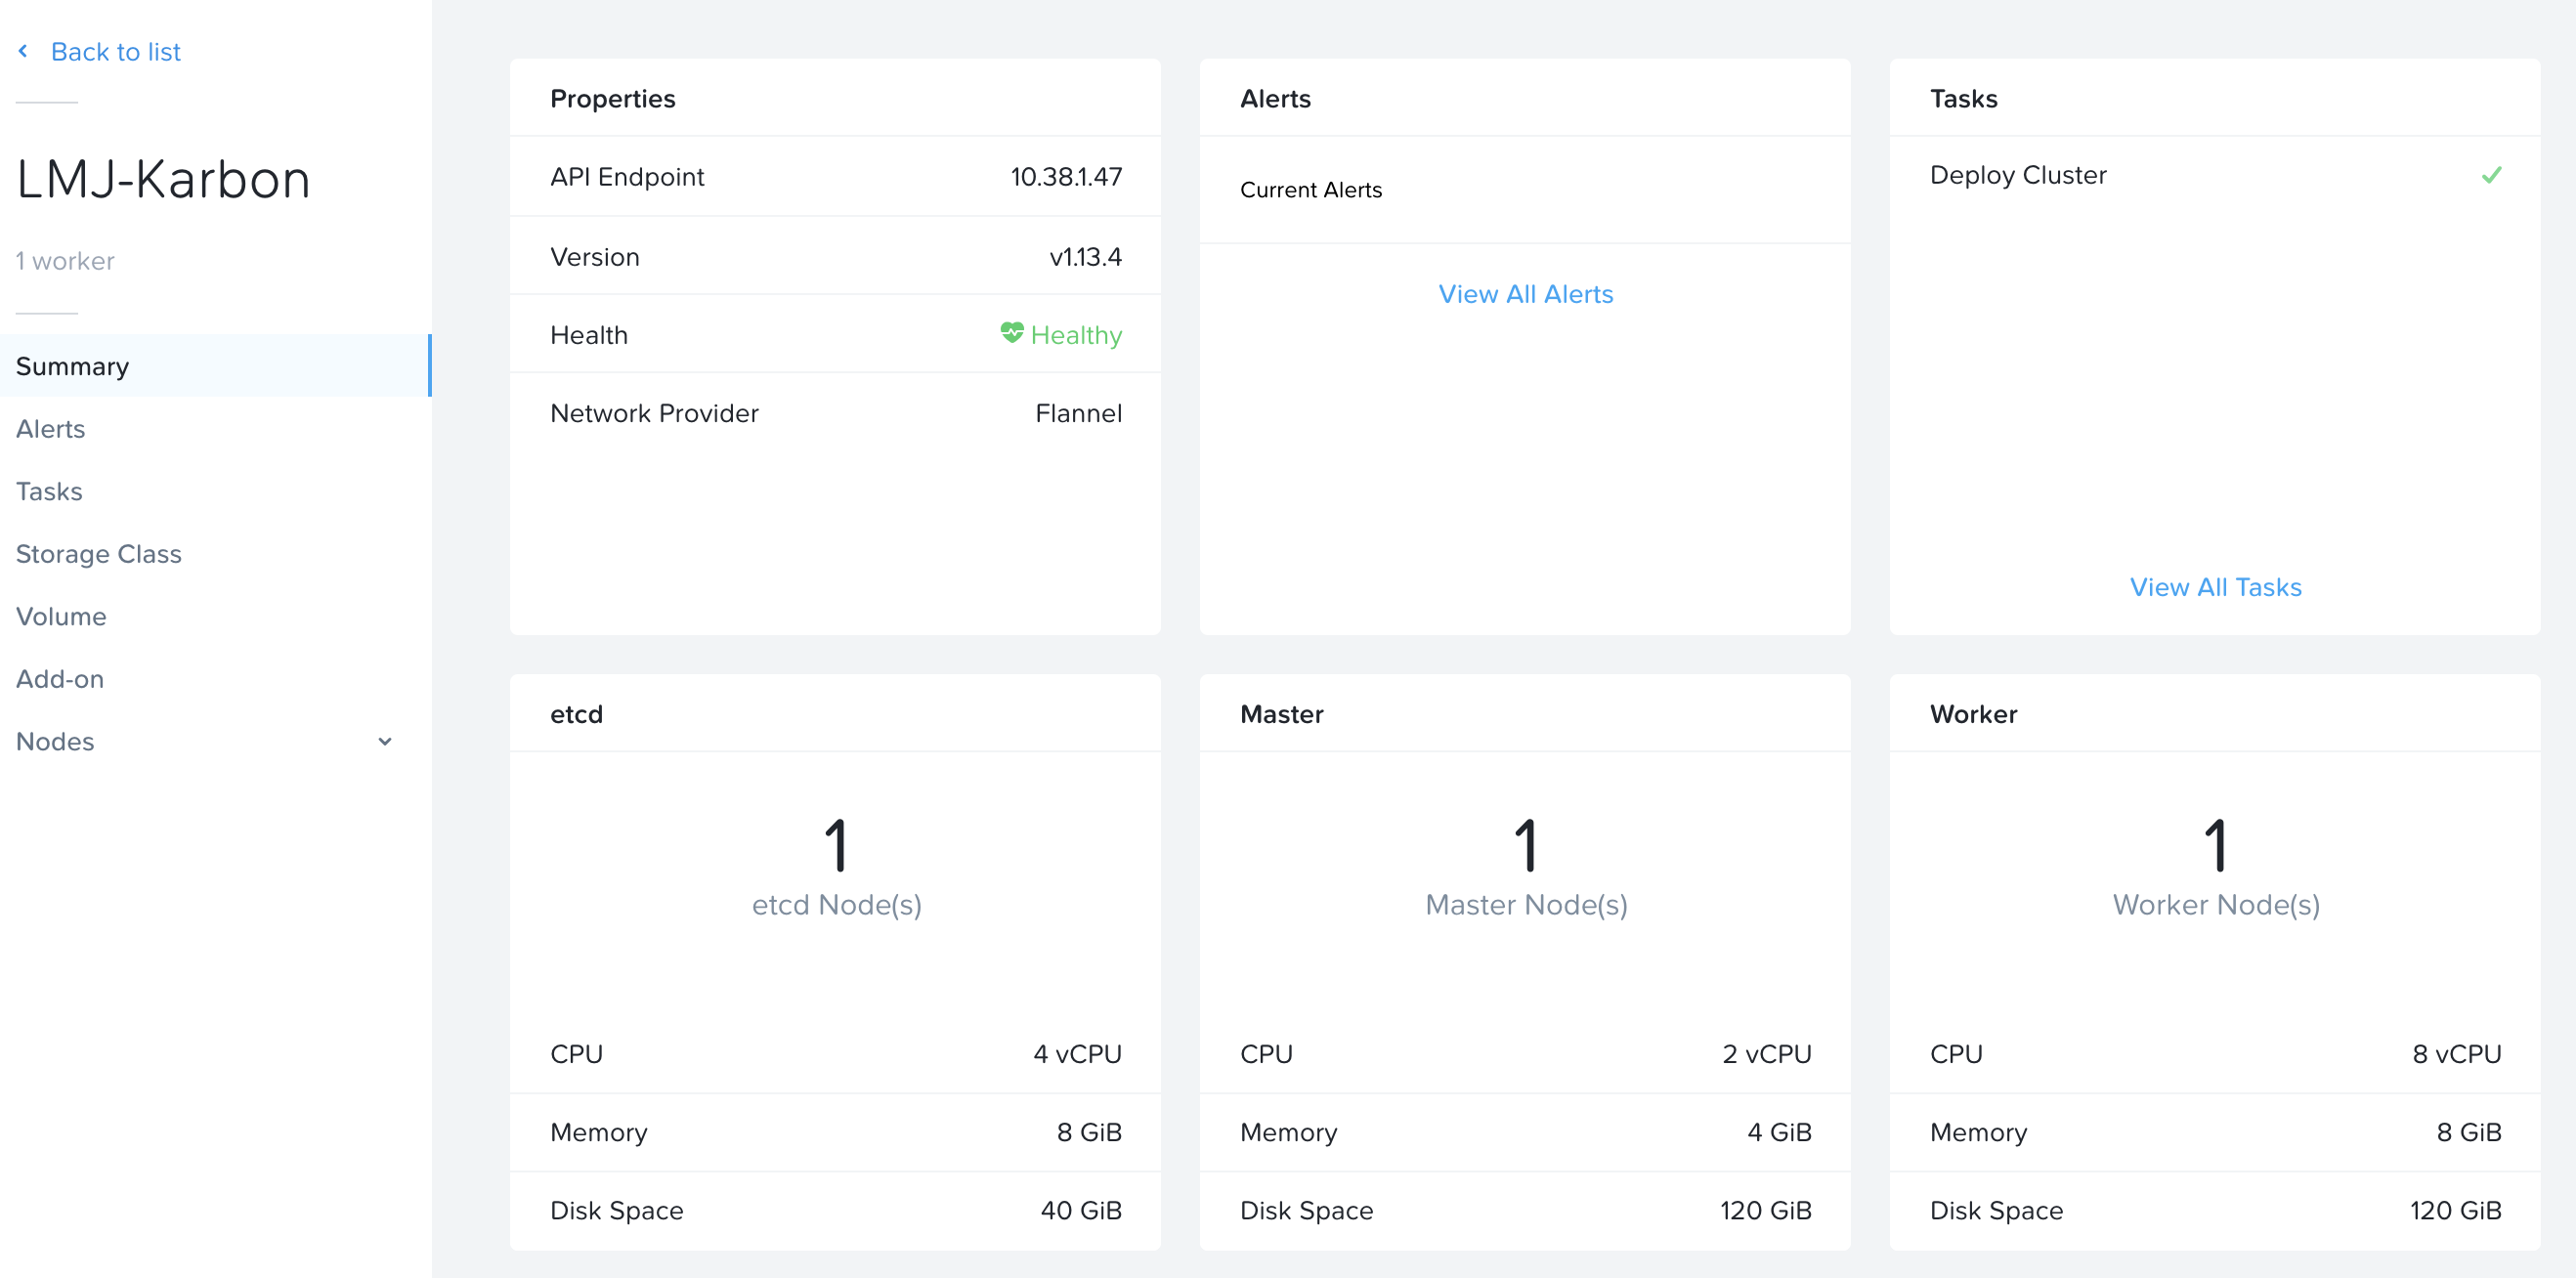 Back to list
LMJ-Karbon
1 worker
Summary
Alerts
Tasks
Storage Class
Volume
Add-on
Nodes
Properties
API Endpoint 10.38.1.47
Version v1.13.4
Health Healthy
Network Provider Flannel
Alerts
Current Alerts
View All Alerts
Tasks
Deploy Cluster
View All Tasks
etcd
1
etcd Node(s)
CPU 4 vCPU
Memory 8 GiB
Disk Space 40 GiB
Master
1
Master Node(s)
CPU 2 vCPU
Memory 4 GiB
Disk Space 120 GiB
Worker
1
Worker Node(s)
CPU 8 vCPU
Memory 8 GiB
Disk Space 120 GiB